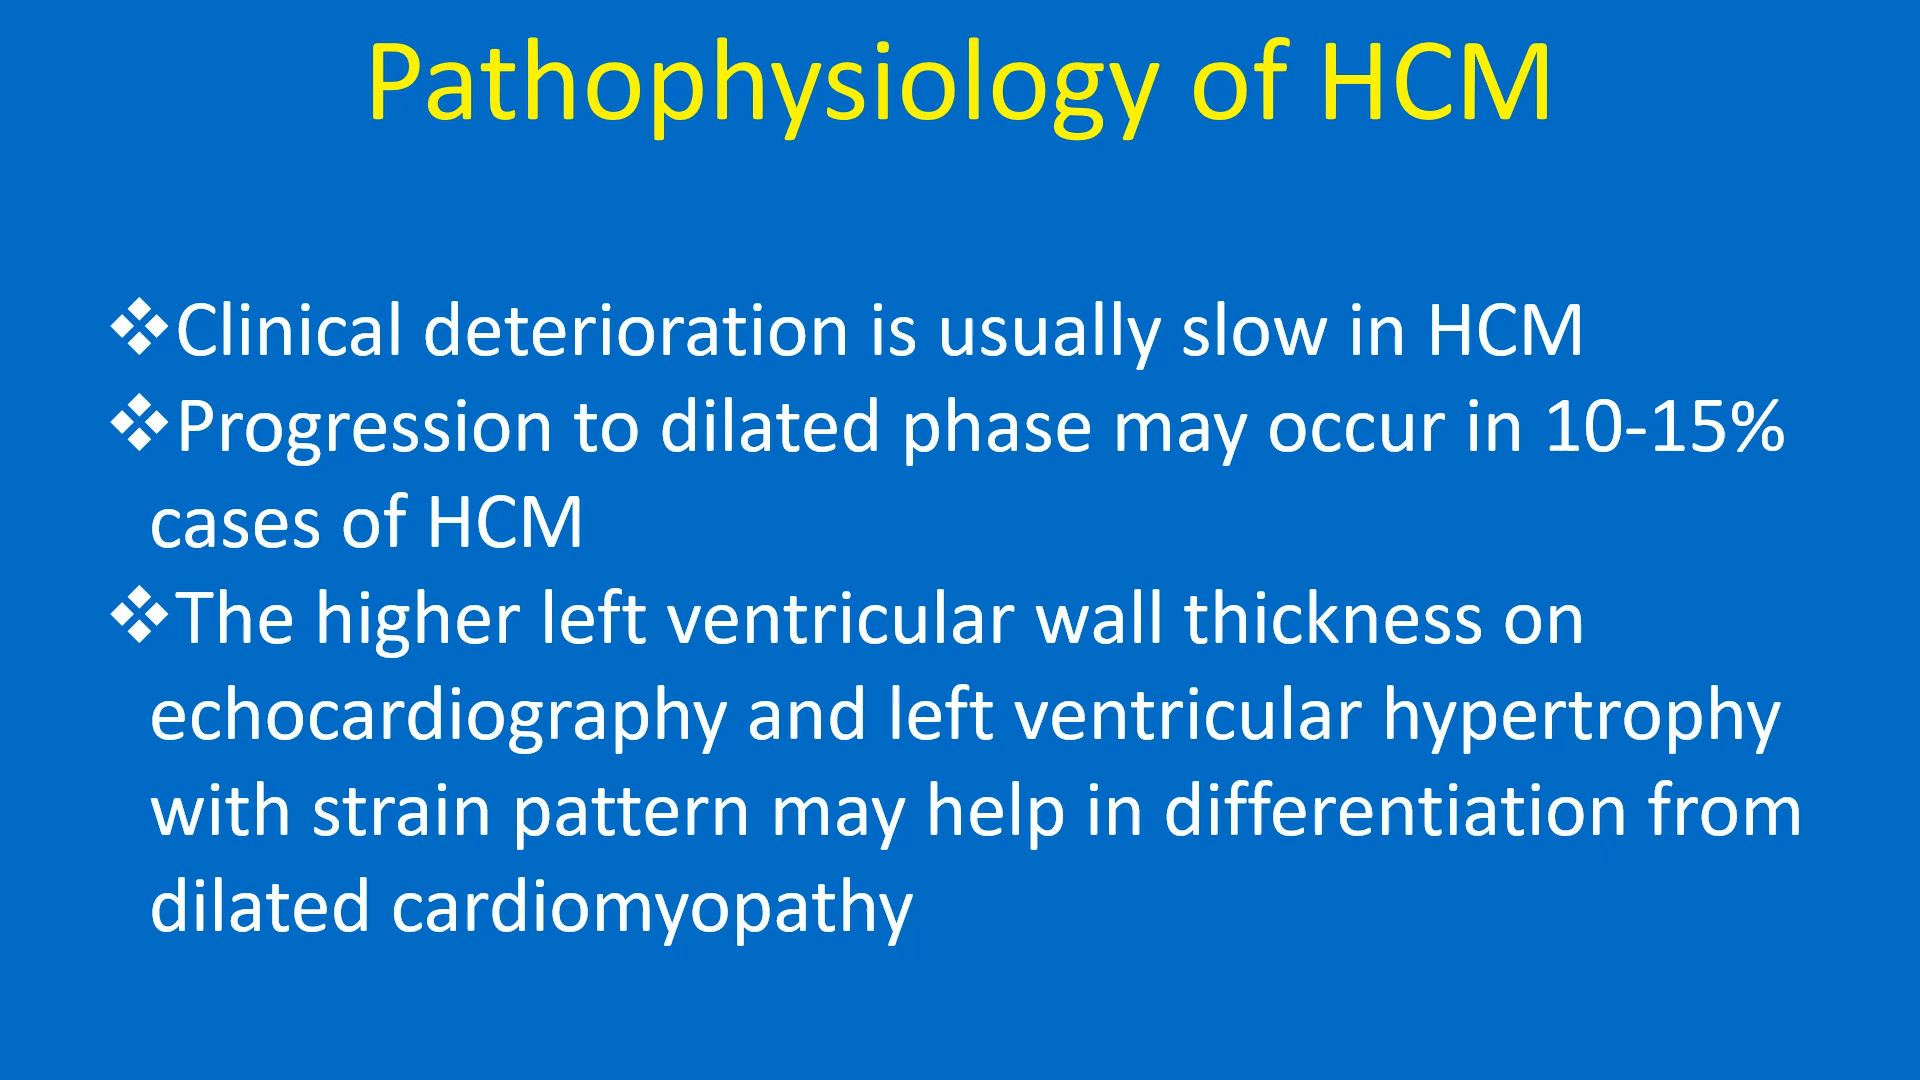 Pathophysiology of HCM
❖Clinical deterioration is usually slow in HCM
❖Progression to dilated phase may occur in 10-15%
cases of HCM
❖The higher left ventricular wall thickness on
echocardiography and left ventricular hypertrophy
with strain pattern may help in differentiation from
dilated cardiomyopathy